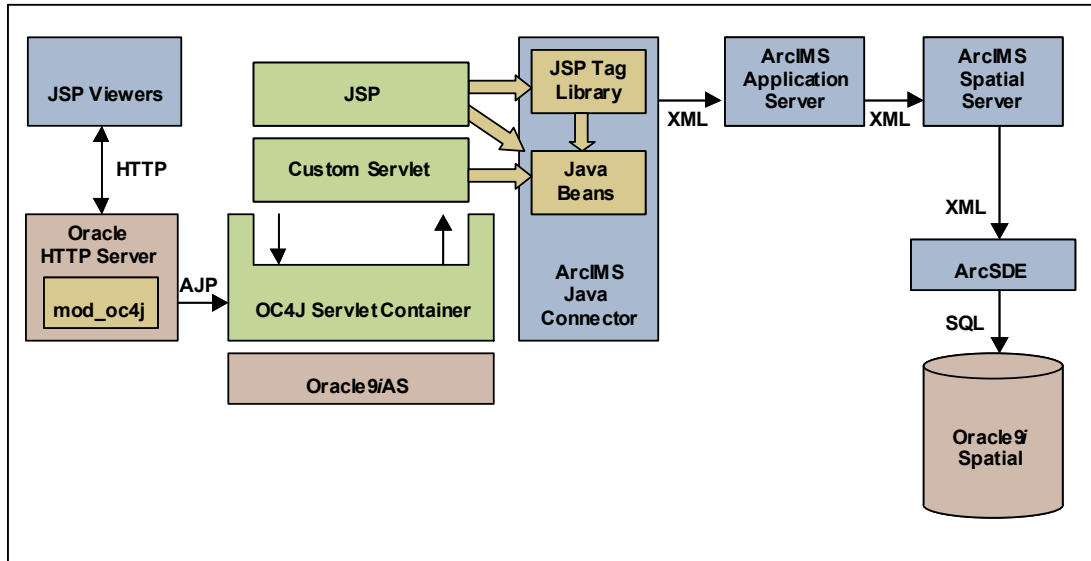 JSP Viewers
HTTP
Oracle
HTTP Server
mod_oc4j
AJP
JSP
Custom Servlet
OC4J Servlet Container
Oracle9iAS
JSP Tag
Library
Java
Beans
ArcIMS
Java
Connector
XML
ArcIMS
Application
Server
XML
ArcIMS
Spatial
Server
XML
ArcSDE
SQL
Oracle9i
Spatial